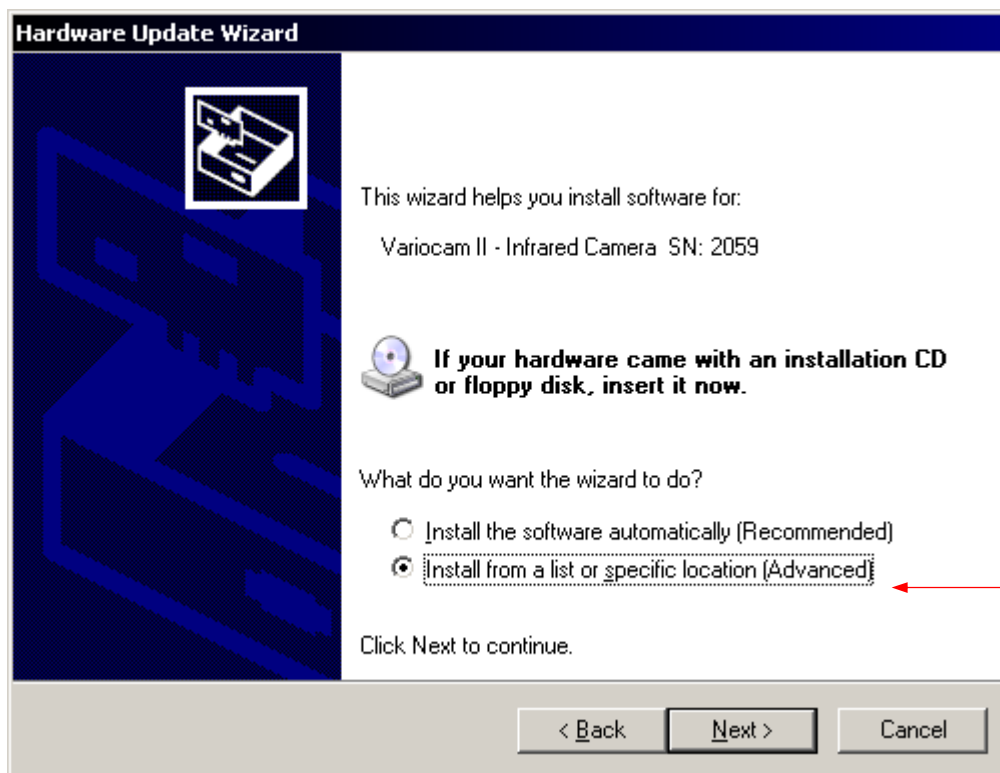 Hardware Update Wizard
This wizard helps you install software for:
Variocam II - Infrared Camera SN: 2059
If your hardware came with an installation CD
or floppy disk, insert it now.
What do you want the wizard to do?
Install the software automatically (Recommended)
Install from a list or specific location (Advanced)
Click Next to continue.
< Back Next > Cancel